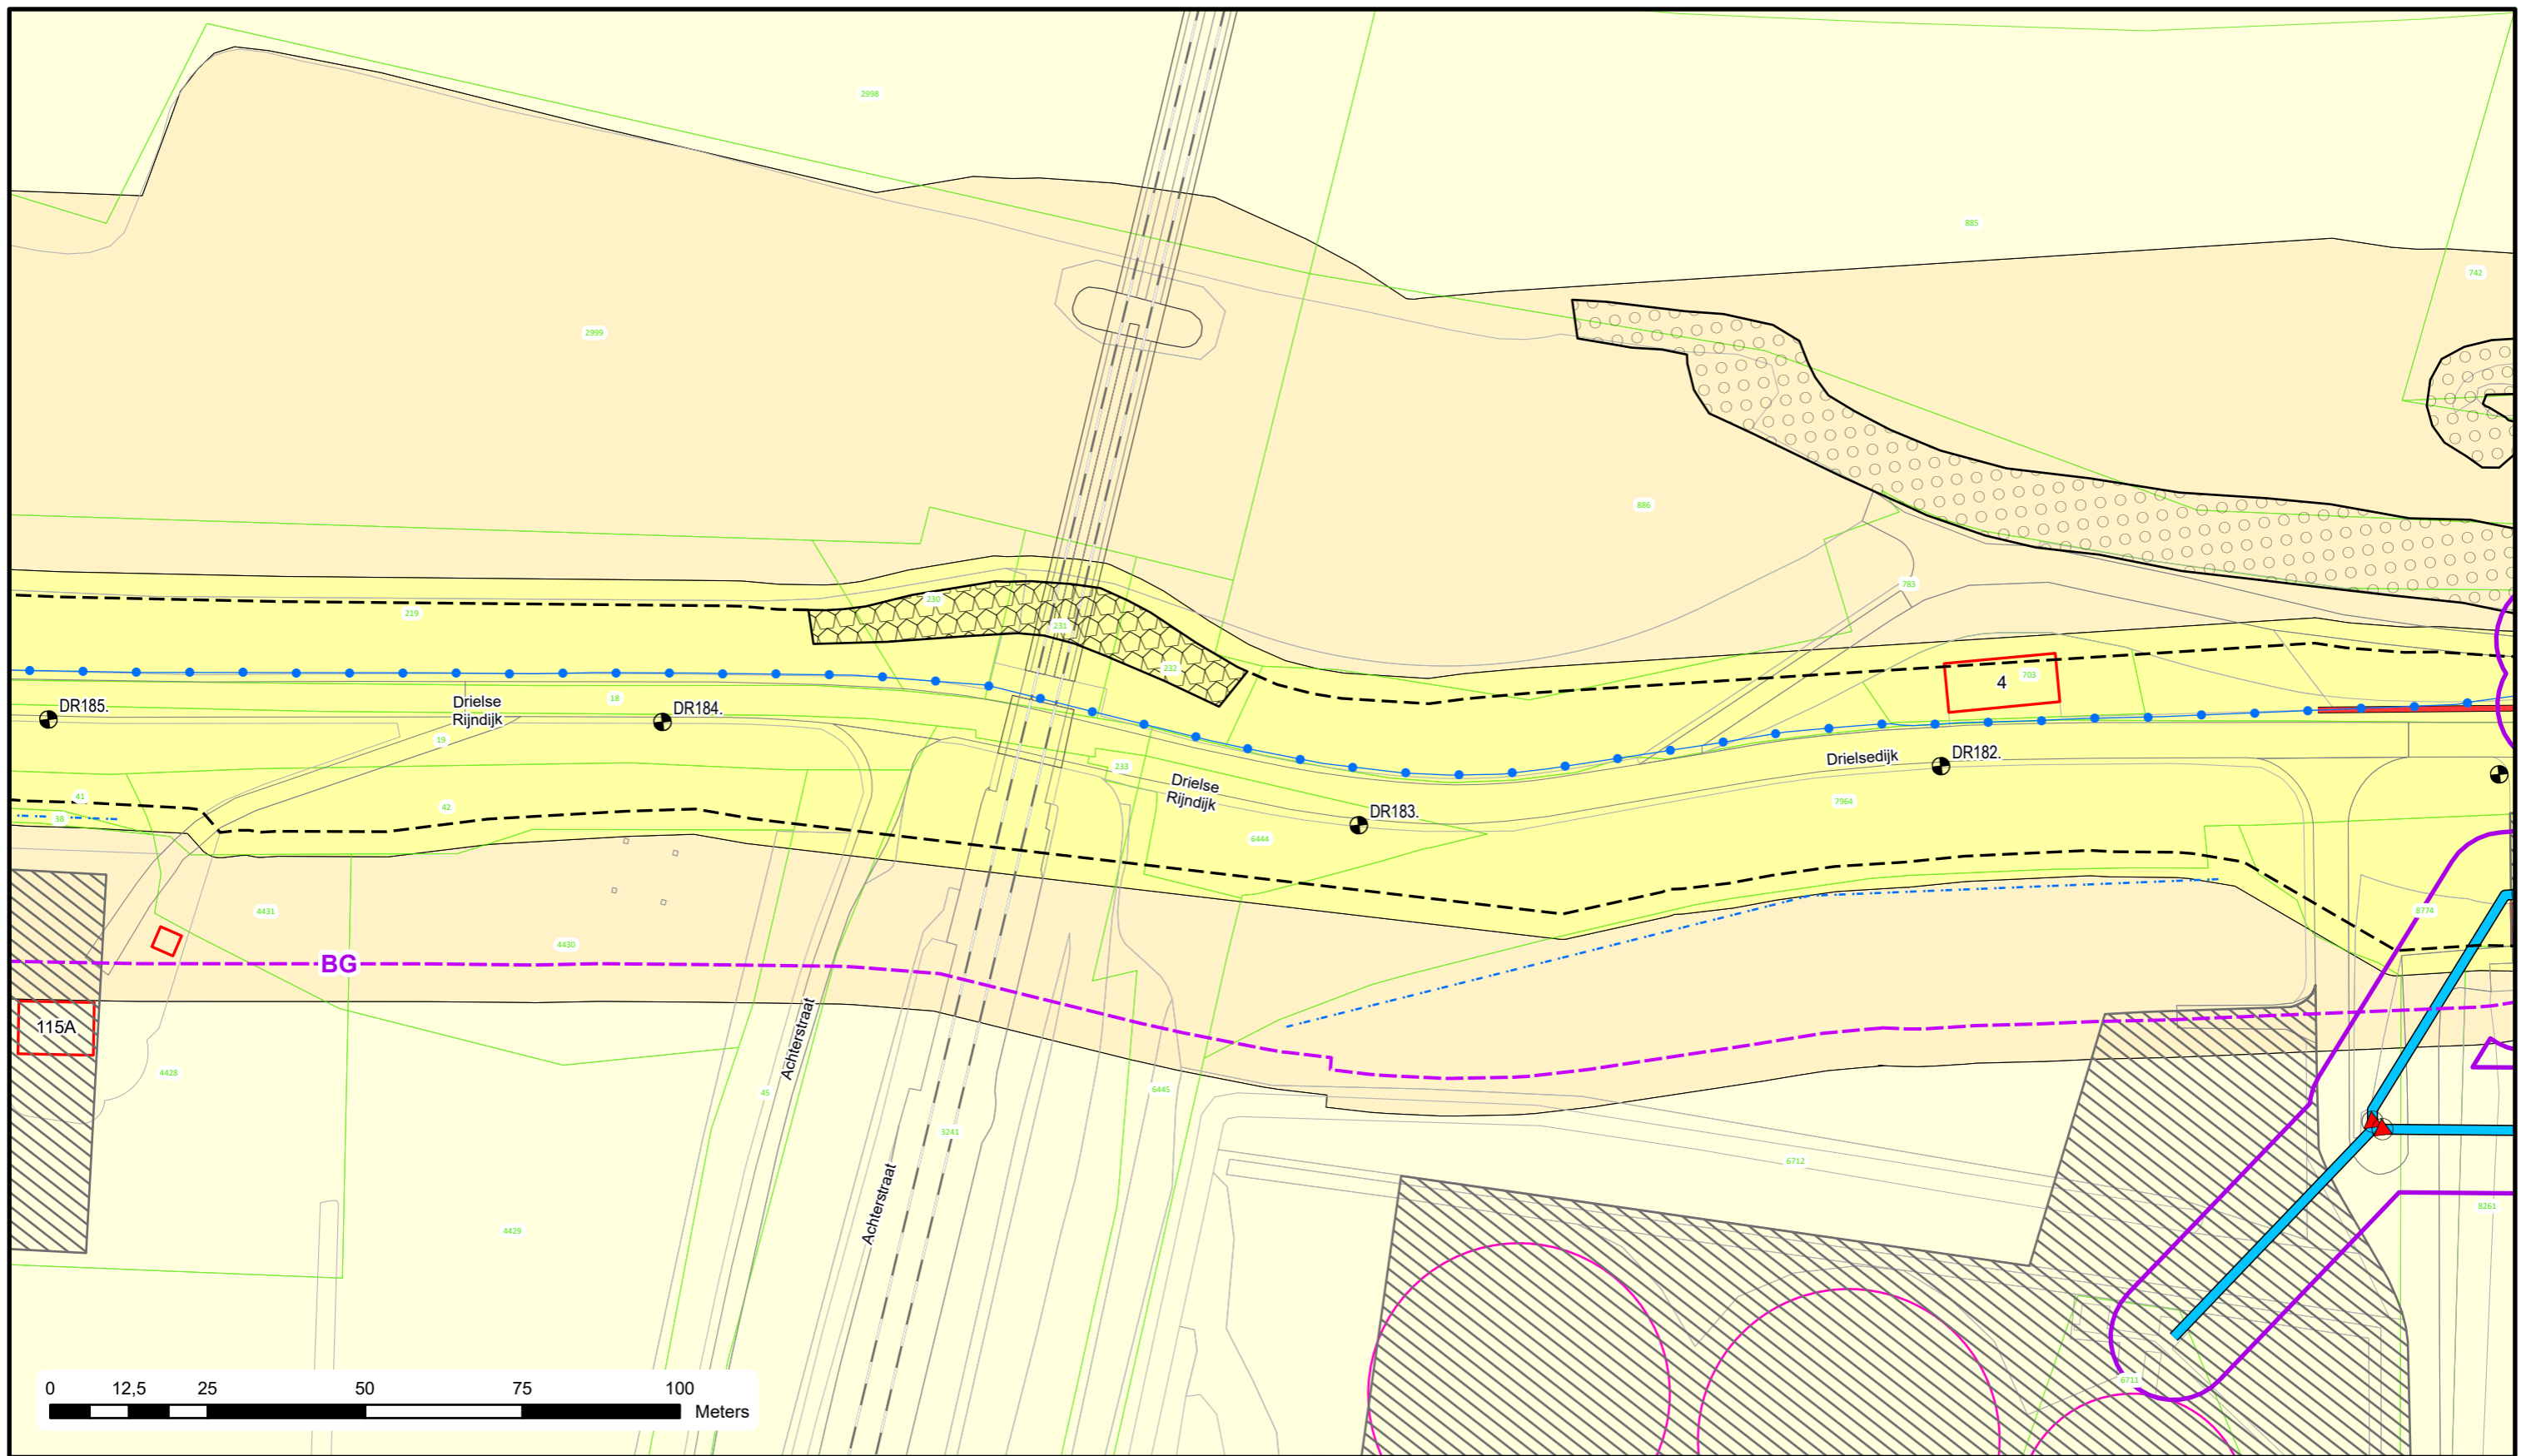 2998
885
742
2999
886
783
230
219
231
232
703
4
18
Drielse
Rijndijk
DR185.
DR184.
19
233
Drielsedijk
DR182.
Drielse
Rijndijk
41
42
7964
DR183.
38
6444
4431
4430
8774
BG
115A
Achterstraat
4428
45
6445
3241
6712
Achterstraat
8261
4429
6711
0 12,5 25 50 75 100
Meters